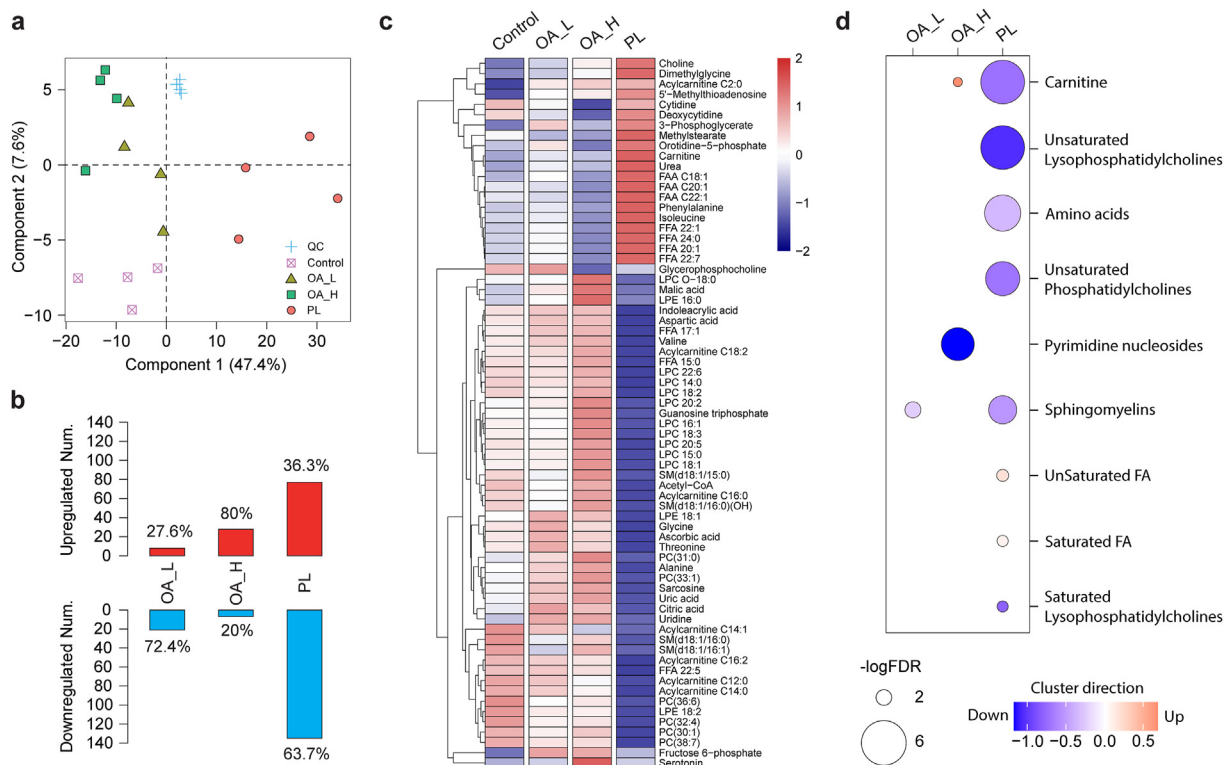 a
5
0
−5
−10
−20
−10
0
10
20
30
Component 2 (7.6%)
Component 1 (47.4%)
QC
Control
OA_L
OA_H
PL
b
Upregulated Num.
140
120
100
80
60
40
20
0
27.6%
80%
36.3%
OA_L
OA_H
PL
Downregulated Num.
0
20
40
60
80
100
120
140
72.4%
20%
63.7%
c
Control
OA_L
OA_H
PL
Choline
Dimethylglycine
Acylcarnitine C2:0
5'−Methylthioadenosine
Cytidine
Deoxycytidine
3−Phosphoglycerate
Methylstearate
Orotidine−5−phosphate
Carnitine
Urea
FAA C18:1
FAA C20:1
FAA C22:1
Phenylalanine
Isoleucine
FFA 22:1
FFA 24:0
FFA 20:1
FFA 22:7
Glycerophosphocholine
LPC O−18:0
Malic acid
LPE 16:0
Indoleacrylic acid
Aspartic acid
FFA 17:1
Valine
Acylcarnitine C18:2
FFA 15:0
LPC 22:6
LPC 14:0
LPC 18:2
LPC 20:2
Guanosine triphosphate
LPC 16:1
LPC 18:3
LPC 20:5
LPC 15:0
LPC 18:1
SM(d18:1/15:0)
Acetyl−CoA
Acylcarnitine C16:0
SM(d18:1/16:0)(OH)
LPE 18:1
Glycine
Ascorbic acid
Threonine
PC(31:0)
Alanine
PC(33:1)
Sarcosine
Uric acid
Citric acid
Uridine
Acylcarnitine C14:1
SM(d18:1/16:0)
SM(d18:1/16:1)
Acylcarnitine C16:2
FFA 22:5
Acylcarnitine C12:0
Acylcarnitine C14:0
PC(36:6)
LPE 18:2
PC(32:4)
PC(30:1)
PC(38:7)
Fructose 6−phosphate
Serotonin
2
1
0
−1
−2
d
OA_L
OA_H
PL
Carnitine
Unsaturated
Lysophosphatidylcholines
Amino acids
Unsaturated
Phosphatidylcholines
Pyrimidine nucleosides
Sphingomyelins
UnSaturated FA
Saturated FA
Saturated
Lysophosphatidylcholines
-logFDR
2
6
Cluster direction
Down
Up
−1.0
−0.5
0.0
0.5